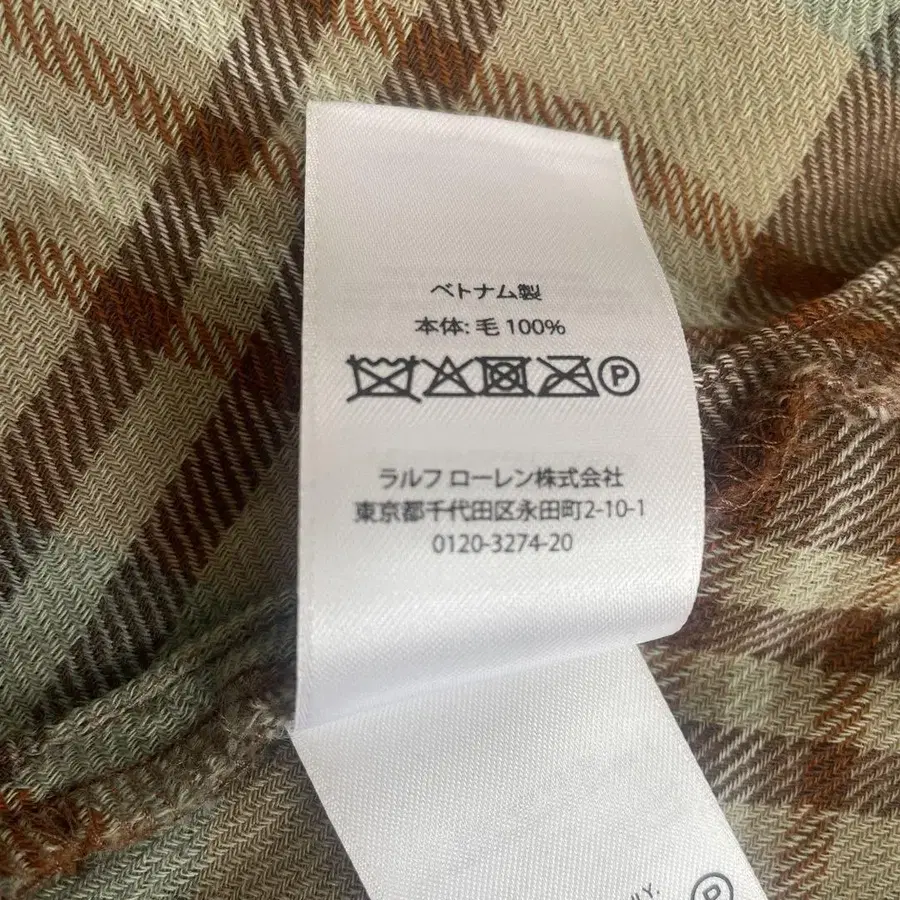 ベトナム製
本体: 毛 100%
P
ラルフ ローレン株式会社
東京都千代田区永田町2-10-1
0120-3274-20
LY.
P